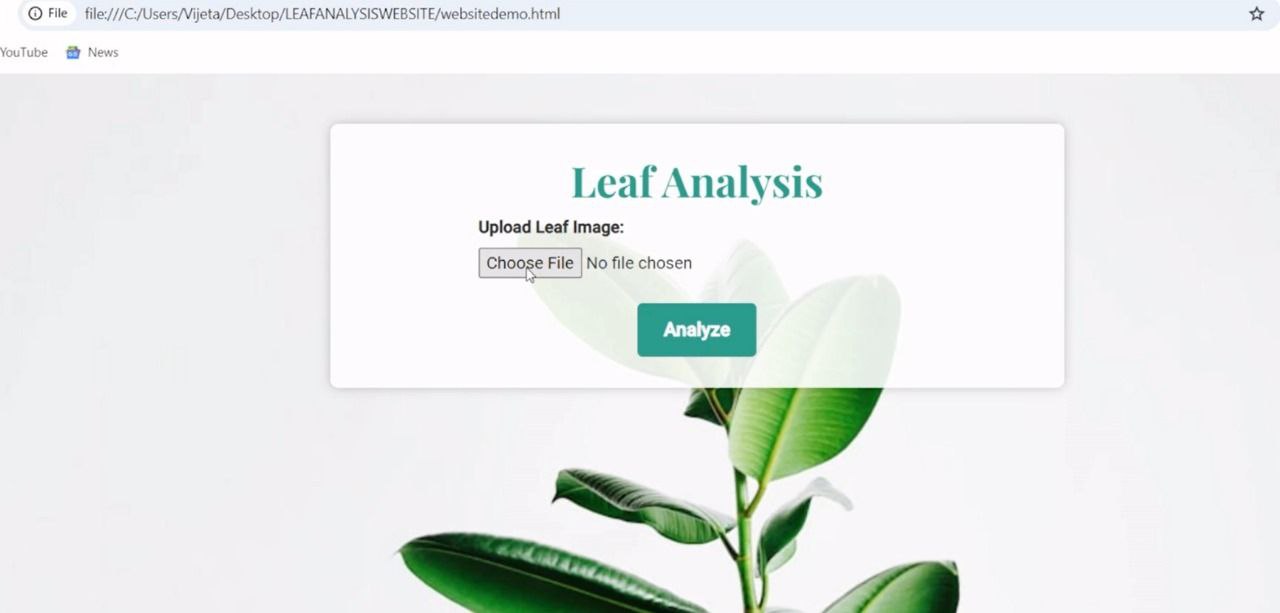 File file:///C:/Users/Vijeta/Desktop/LEAFANALYSISWEBSITE/websitedemo.html
YouTube News
Leaf Analysis
Upload Leaf Image:
Choose File No file chosen
Analyze